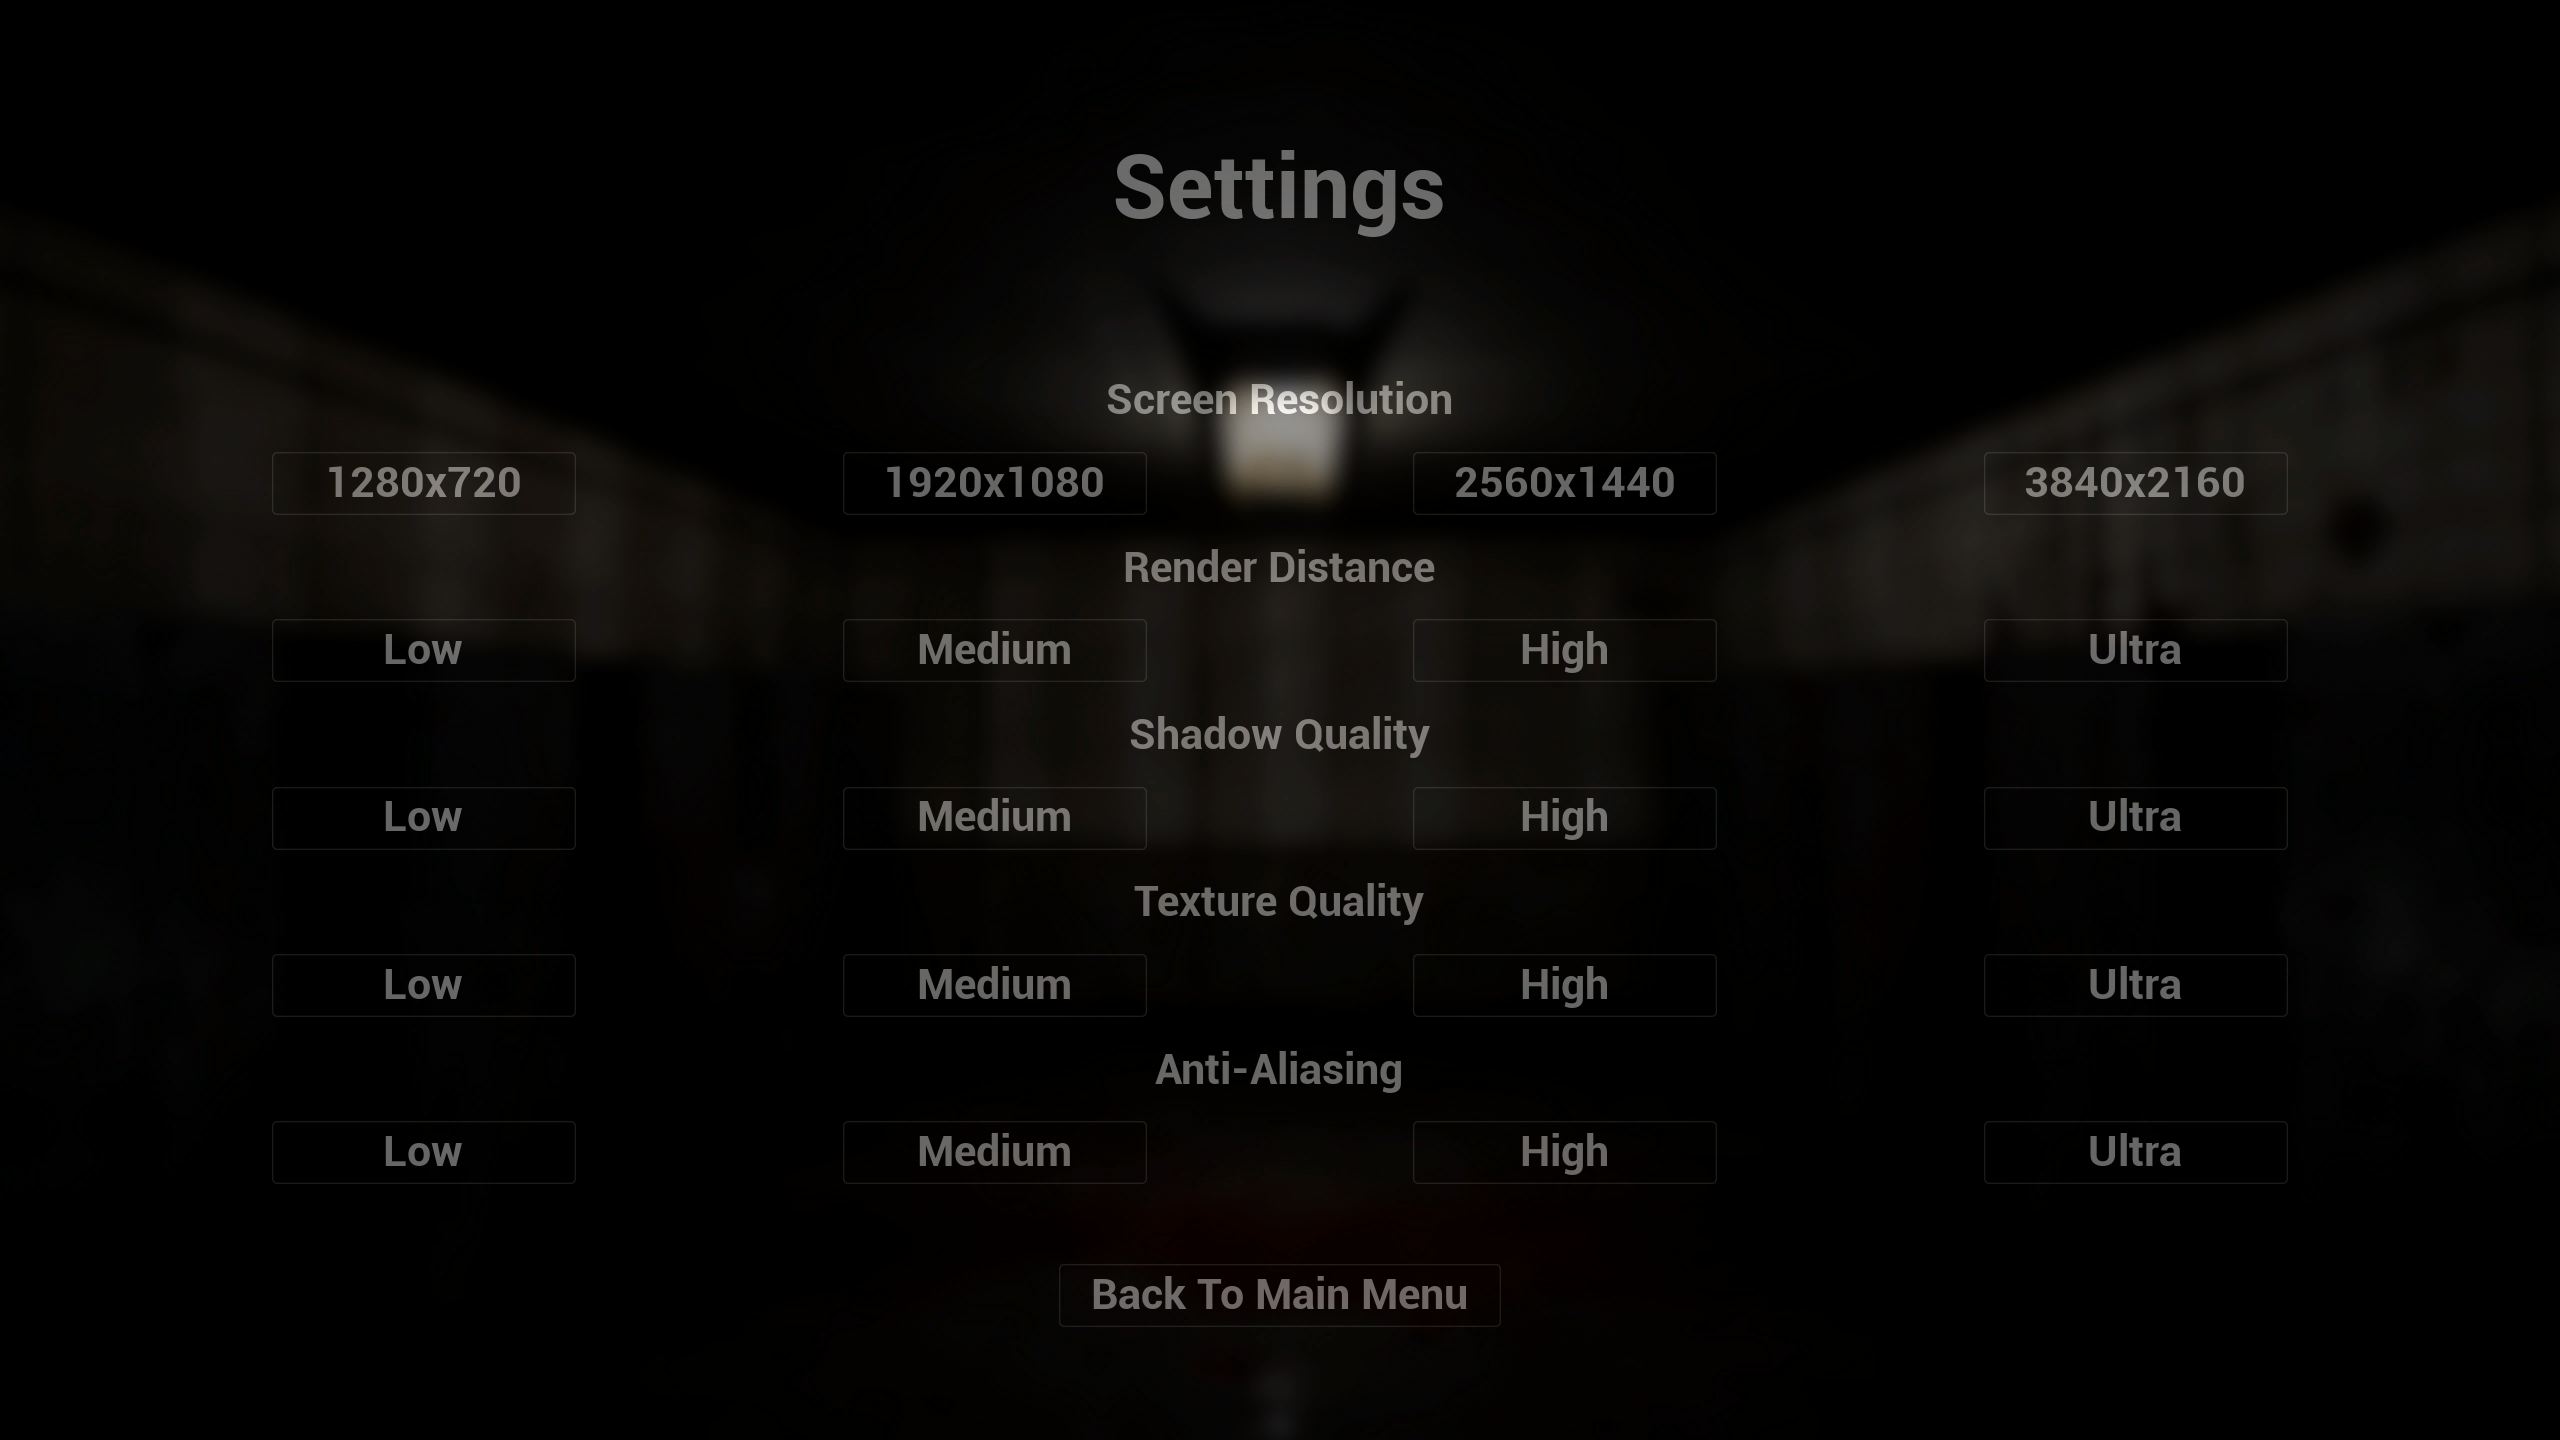 Settings
Screen Resolution
1280x720 1920x1080 2560x1440 3840x2160
Render Distance
Low Medium High Ultra
Shadow Quality
Low Medium High Ultra
Texture Quality
Low Medium High Ultra
Anti-Aliasing
Low Medium High Ultra
Back To Main Menu